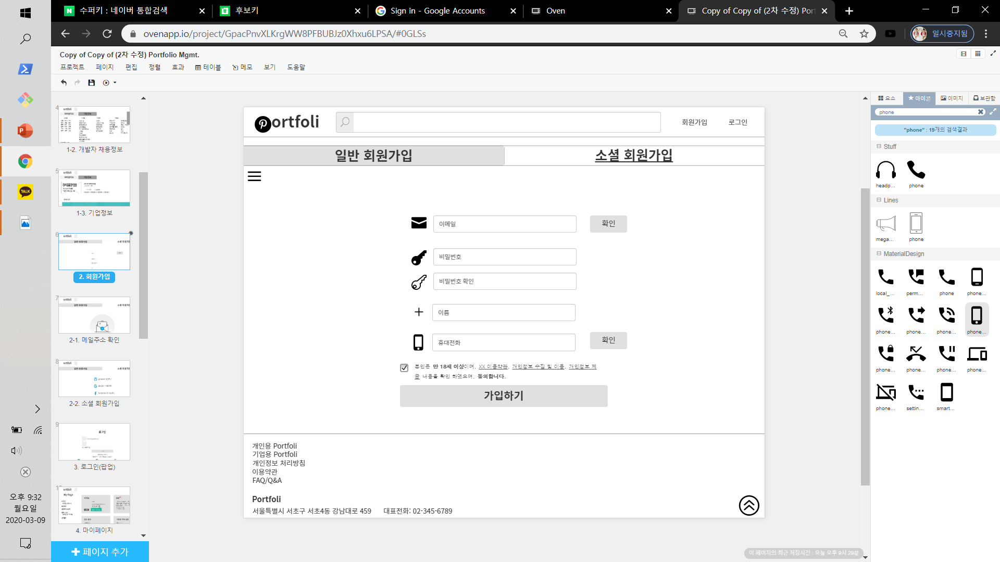 수퍼키 : 네이버 통합검색
후보키
Sign in - Google Accounts
Oven
Copy of Copy of (2차 수정) Por
ovenapp.io/project/GpacPnvXLKrgWW8PFBUBJz0Xhxu6LPSA/#0GLSs
일시중지됨
Copy of Copy of (2차 수정) Portfolio Mgmt.
프로젝트 페이지 편집 정렬 효과 테이블 메모 보기 도움말
4
1-2. 개발자 채용정보
5
1-3. 기업정보
6
2. 회원가입
7
2-1. 메일주소 확인
8
2-2. 소셜 회원가입
9
로그인
3. 로그인(팝업)
My Page
4. 마이페이지
페이지 추가
ortfoli
회원가입
로그인
일반 회원가입
소셜 회원가입
이메일
확인
비밀번호
비밀번호 확인
이름
휴대전화
확인
본인은 만 18세 이상이며, XX 이용약관, 개인정보 수집 및 이용, 개인정보 제
공 내용을 확인 하였으며, 동의합니다.
가입하기
개인용 Portfoli
기업용 Portfoli
개인정보 처리방침
이용약관
FAQ/Q&A
Portfoli
서울특별시 서초구 서초4동 강남대로 459 대표전화: 02-345-6789
이 페이지의 최근 저장시간 : 오늘 오후 9시 29분
요소 아이콘 이미지 보관함
phone
"phone" : 19개의 검색결과
Stuff
headp... phone
Lines
mega... phone
MaterialDesign
local_... perm... phone phone...
phone... phone... phone... phone...
phone... phone... phone... phone...
phone... settin... smart...
TALK
오후 9:32
월요일
2020-03-09